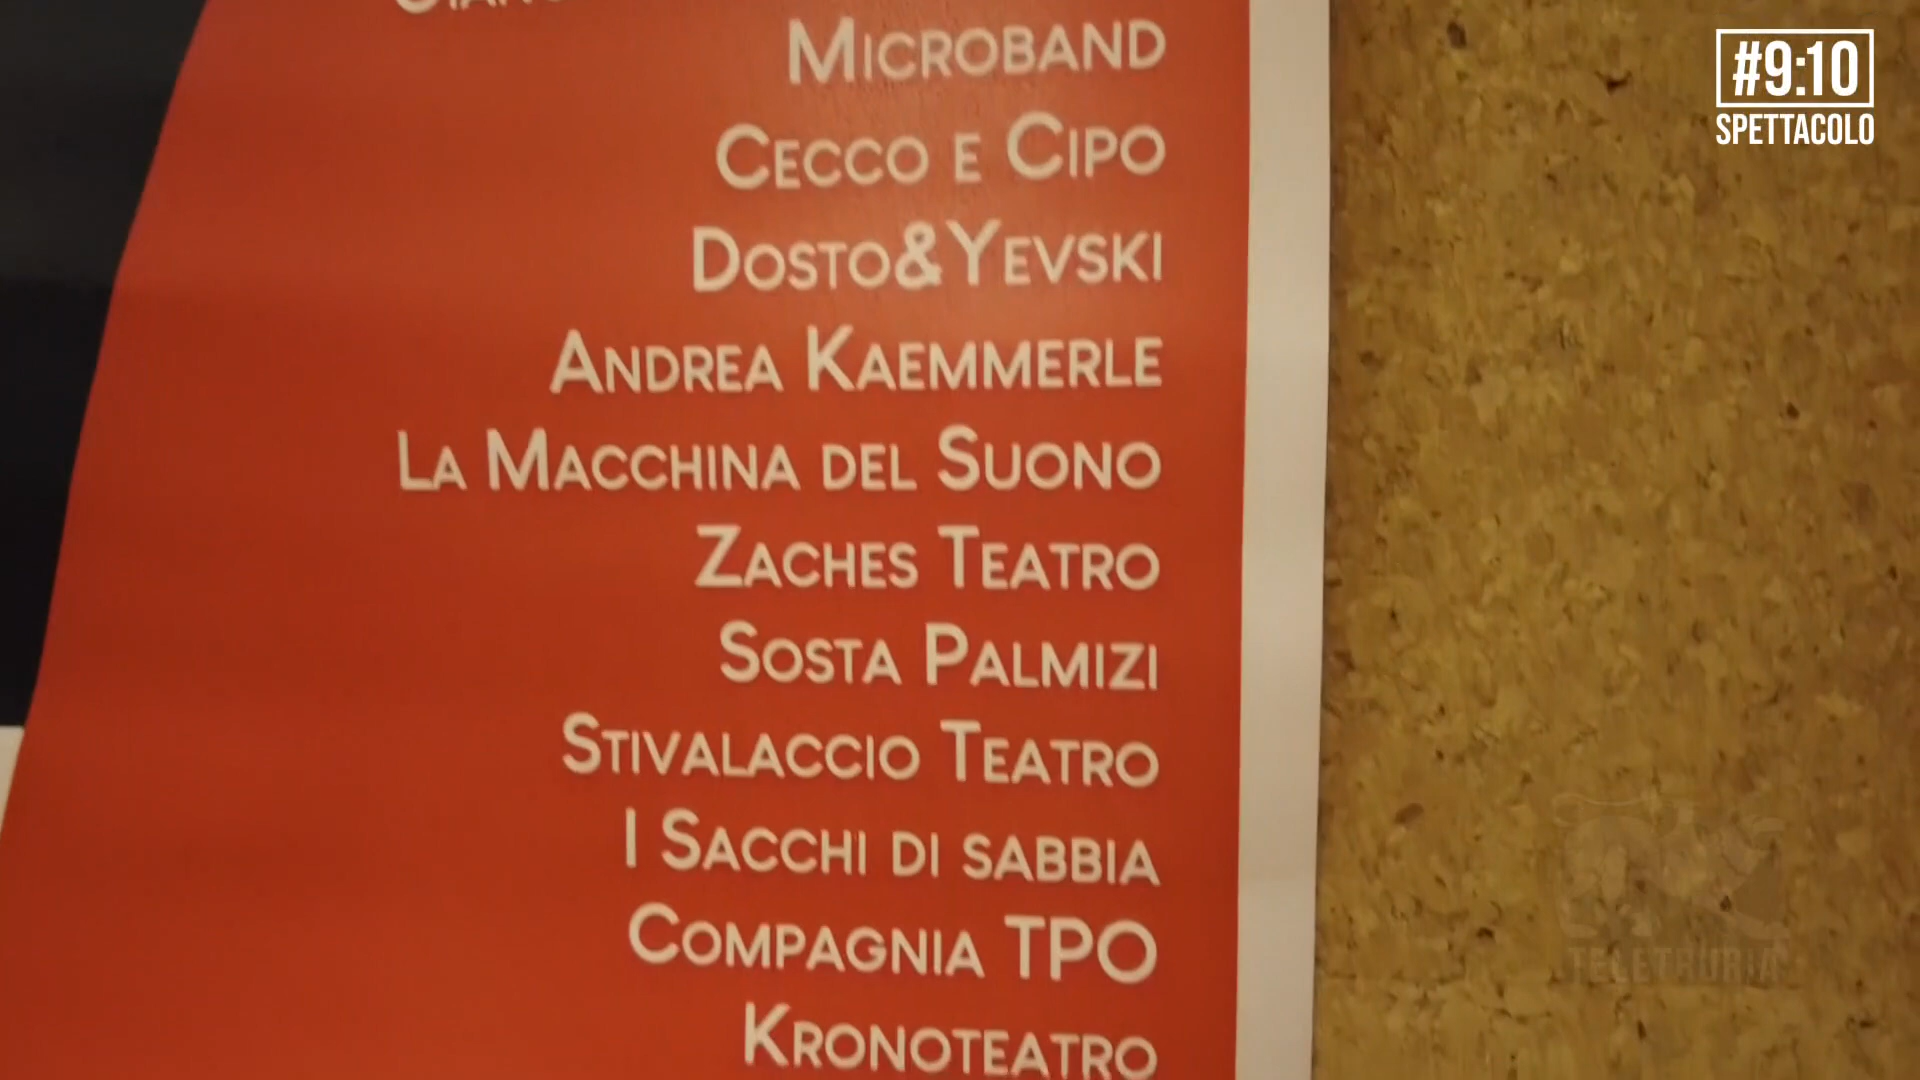 MICROBAND
CECCO E CIPO
DOSTO&YEVSKI
ANDREA KAEMMERLE
LA MACCHINA DEL SUONO
ZACHES TEATRO
SOSTA PALMIZI
STIVALACCIO TEATRO
I SACCHI DI SABBIA
COMPAGNIA TPO
KRONOTEATRO
#9:10
SPETTACOLO
TELETRURIA